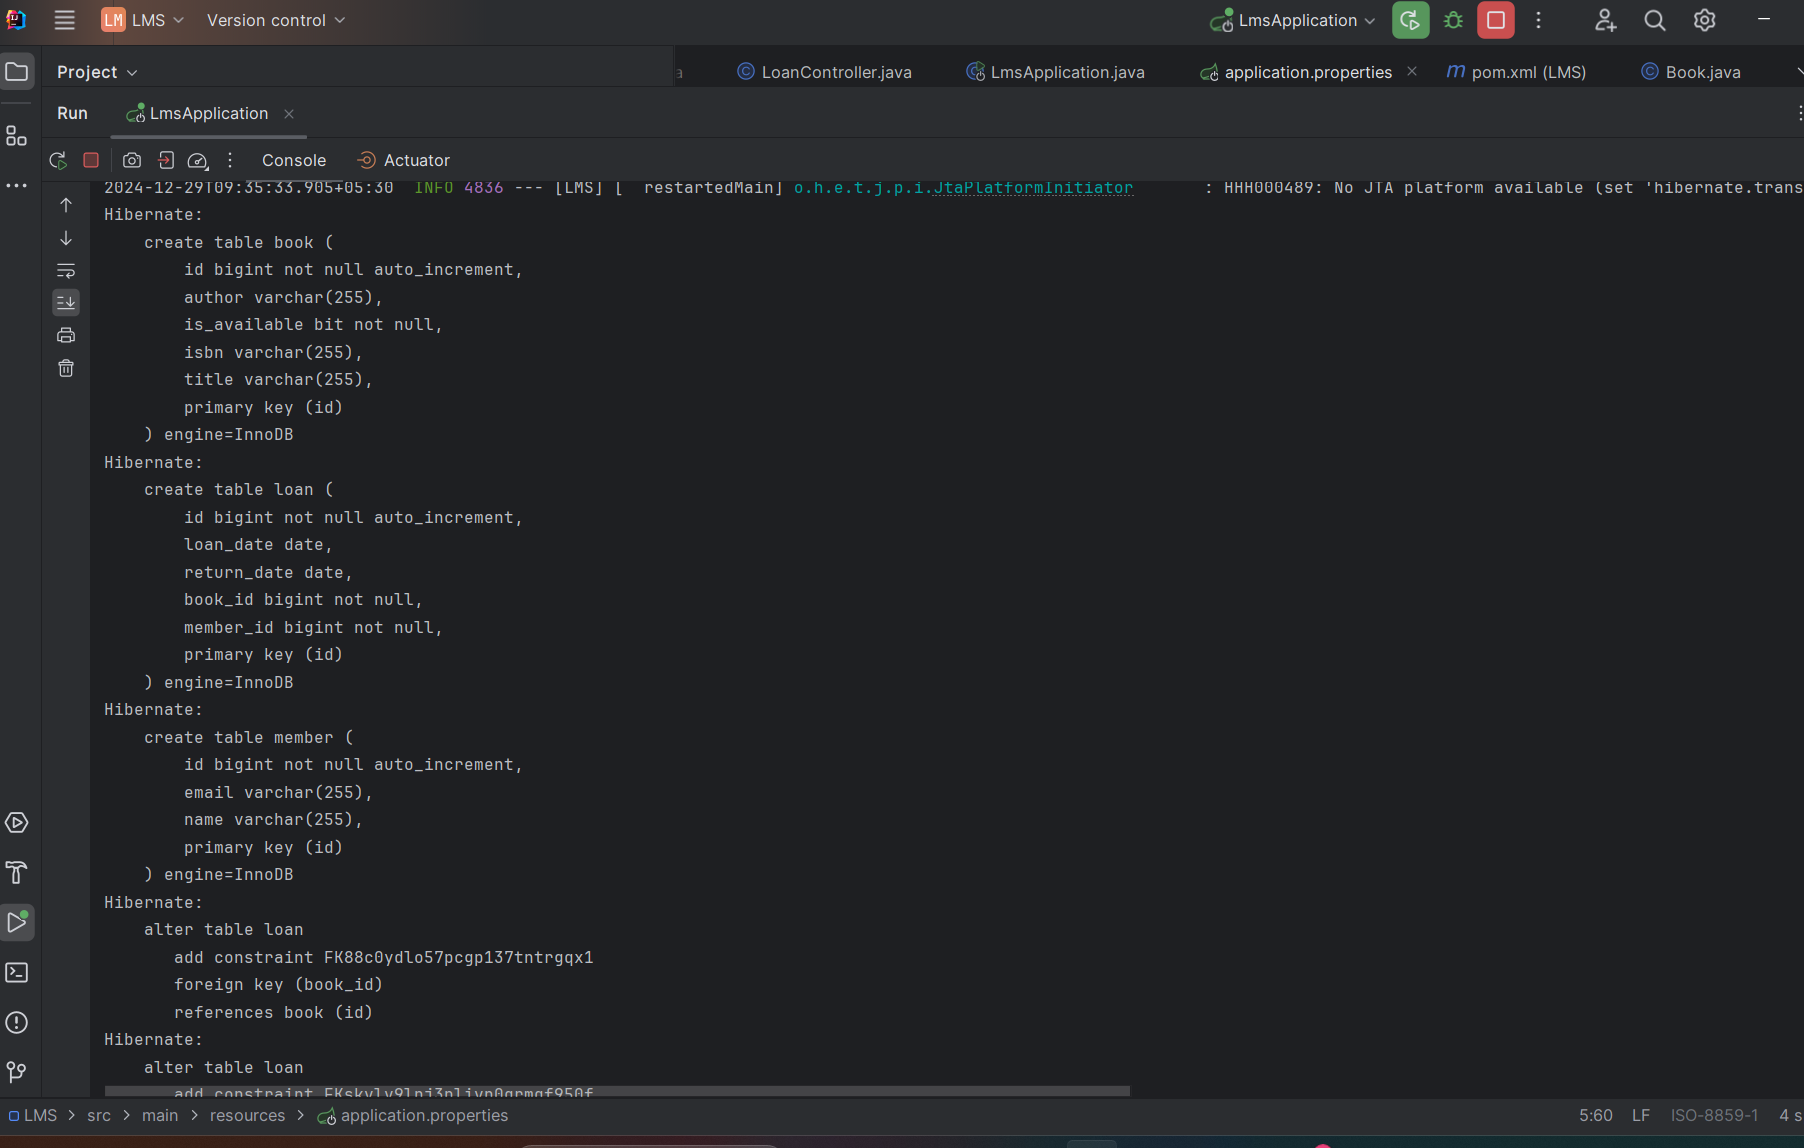 LM LMS Version control LmsApplication
Project LoanController.java LmsApplication.java application.properties m pom.xml (LMS) Book.java
Run LmsApplication
Console Actuator
2024-12-29T09:35:33.905+05:30 INFO 4836 --- [LMS] [ restartedMain] o.h.e.t.j.p.i.JtaPlatformInitiator : HHH000489: No JTA platform available (set 'hibernate.trans
Hibernate:
create table book (
id bigint not null auto_increment,
author varchar(255),
is_available bit not null,
isbn varchar(255),
title varchar(255),
primary key (id)
) engine=InnoDB
Hibernate:
create table loan (
id bigint not null auto_increment,
loan_date date,
return_date date,
book_id bigint not null,
member_id bigint not null,
primary key (id)
) engine=InnoDB
Hibernate:
create table member (
id bigint not null auto_increment,
email varchar(255),
name varchar(255),
primary key (id)
) engine=InnoDB
Hibernate:
alter table loan
add constraint FK88c0ydlo57pcgp137tntrgqx1
foreign key (book_id)
references book (id)
Hibernate:
alter table loan
add constraint
LMS > src > main > resources > application.properties 5:60 LF ISO-8859-1 4 s